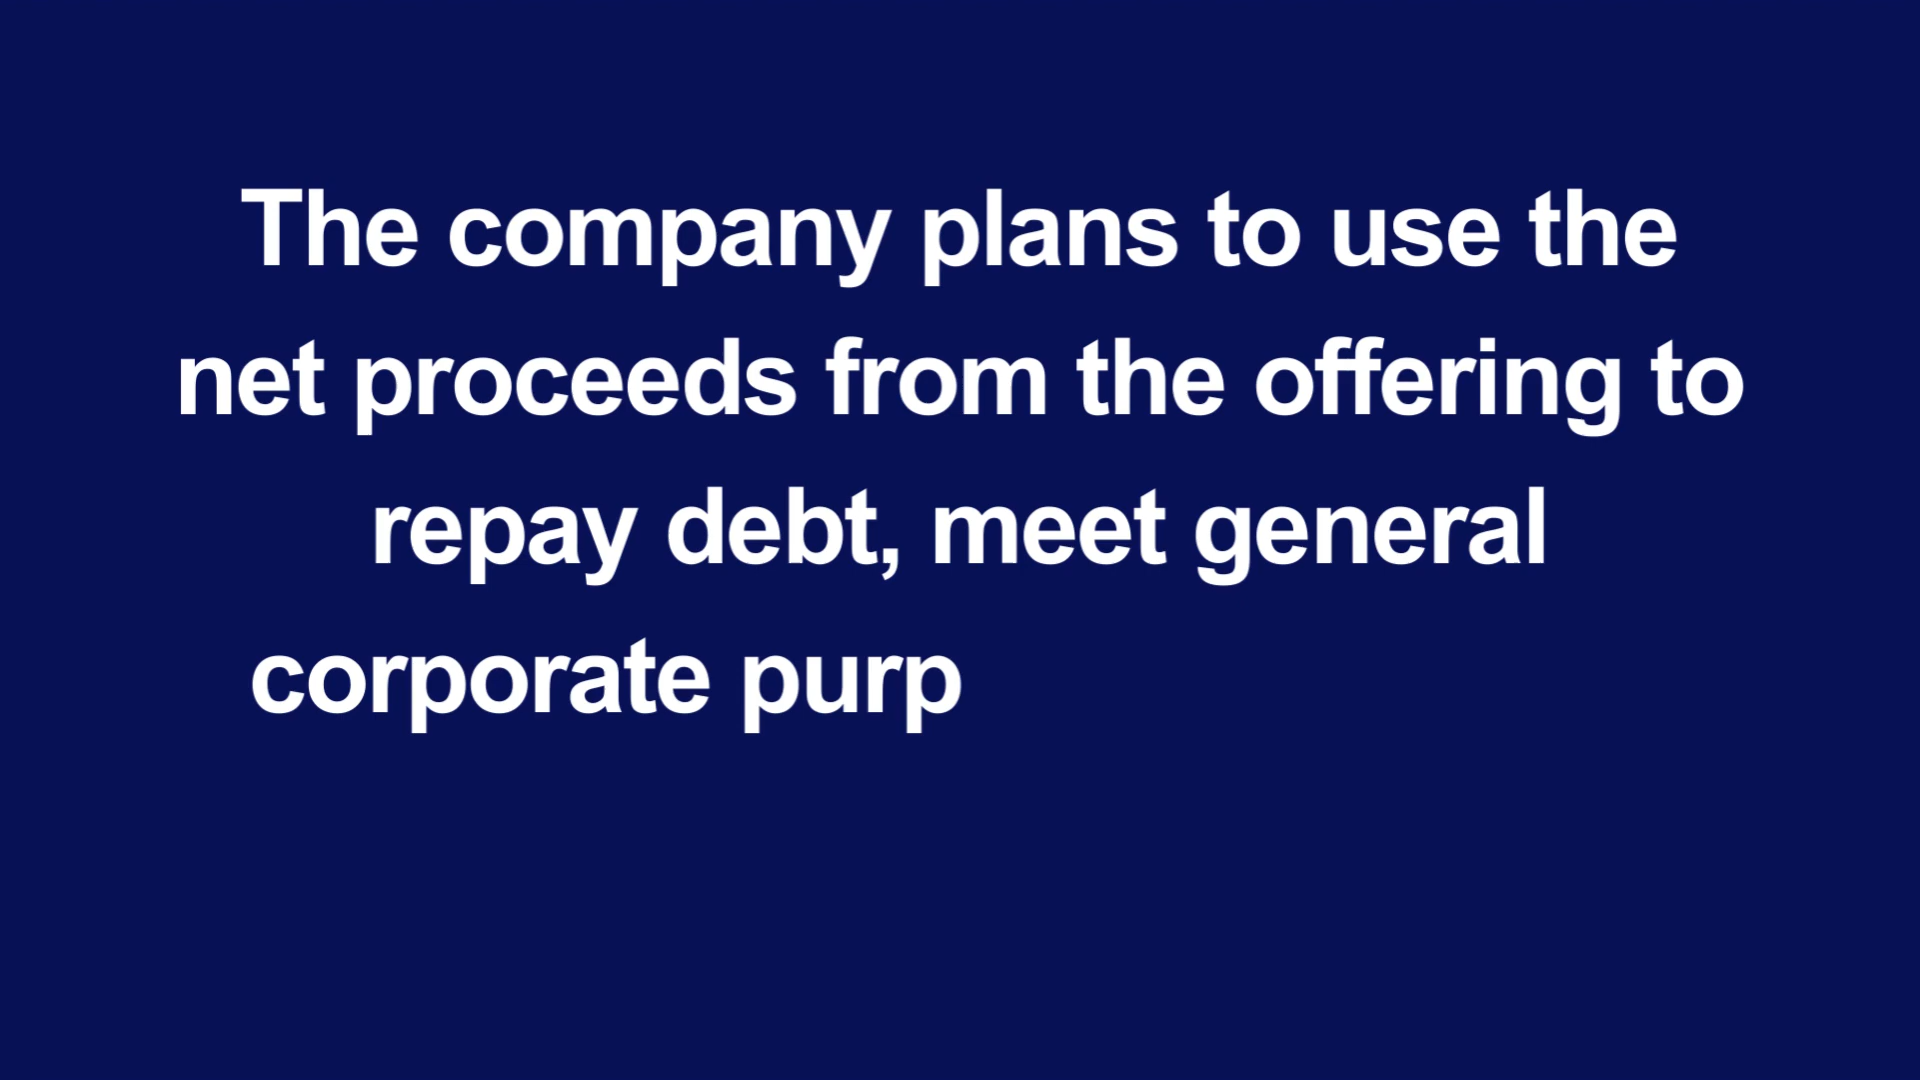 The company plans to use the
net proceeds from the offering to
repay debt, meet general
corporate purp